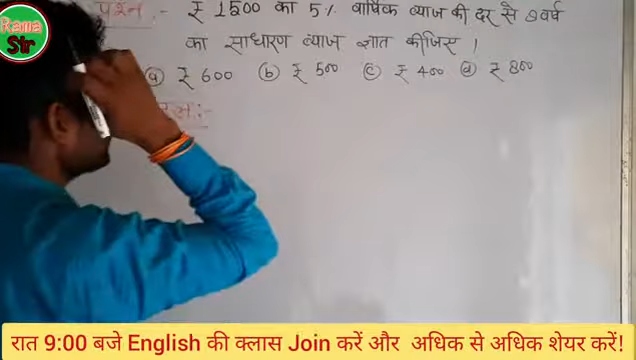 Rama
Str
प्रश्न :- ₹ 1500 का 5% वार्षिक ब्याज की दर से 8 वर्ष
का साधारण ब्याज ज्ञात कीजिए ।
(a) ₹ 600 (b) ₹ 500 (c) ₹ 400 (d) ₹ 800
रात 9:00 बजे English की क्लास Join करें और अधिक से अधिक शेयर करें!